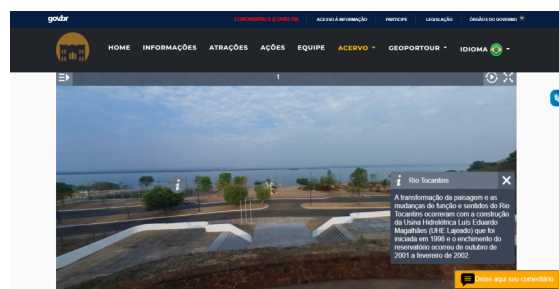 govbr CORONAVÍRUS (COVID-19) ACESSO À INFORMAÇÃO PARTICIPE LEGISLAÇÃO ÓRGÃOS DO GOVERNO
HOME INFORMAÇÕES ATRAÇÕES AÇÕES EQUIPE ACERVO GEOPORTOUR IDIOMA
1
i
i Rio Tocantins X
A transformação da paisagem e as
mudanças de função e sentidos do Rio
Tocantins ocorreram com a construção
da Usina Hidrelétrica Luís Eduardo
Magalhães (UHE Lajeado) que foi
iniciada em 1998 e o enchimento do
reservatório ocorreu de outubro de
2001 a fevereiro de 2002.
Deixe aqui seu comentário